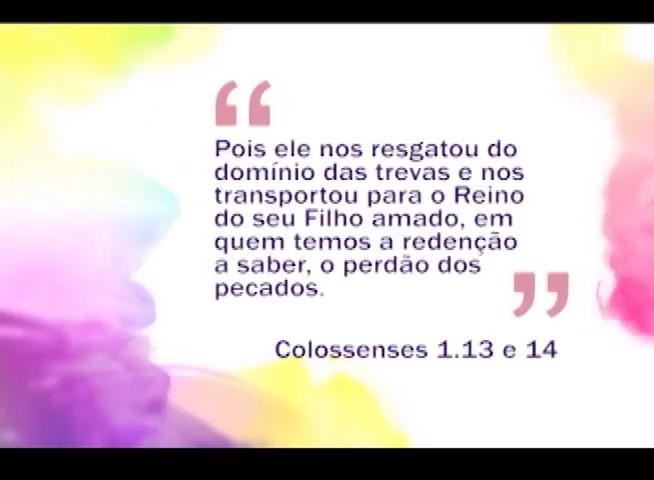 “
Pois ele nos resgatou do
domínio das trevas e nos
transportou para o Reino
do seu Filho amado, em
quem temos a redenção
a saber, o perdão dos
pecados.
”
Colossenses 1.13 e 14